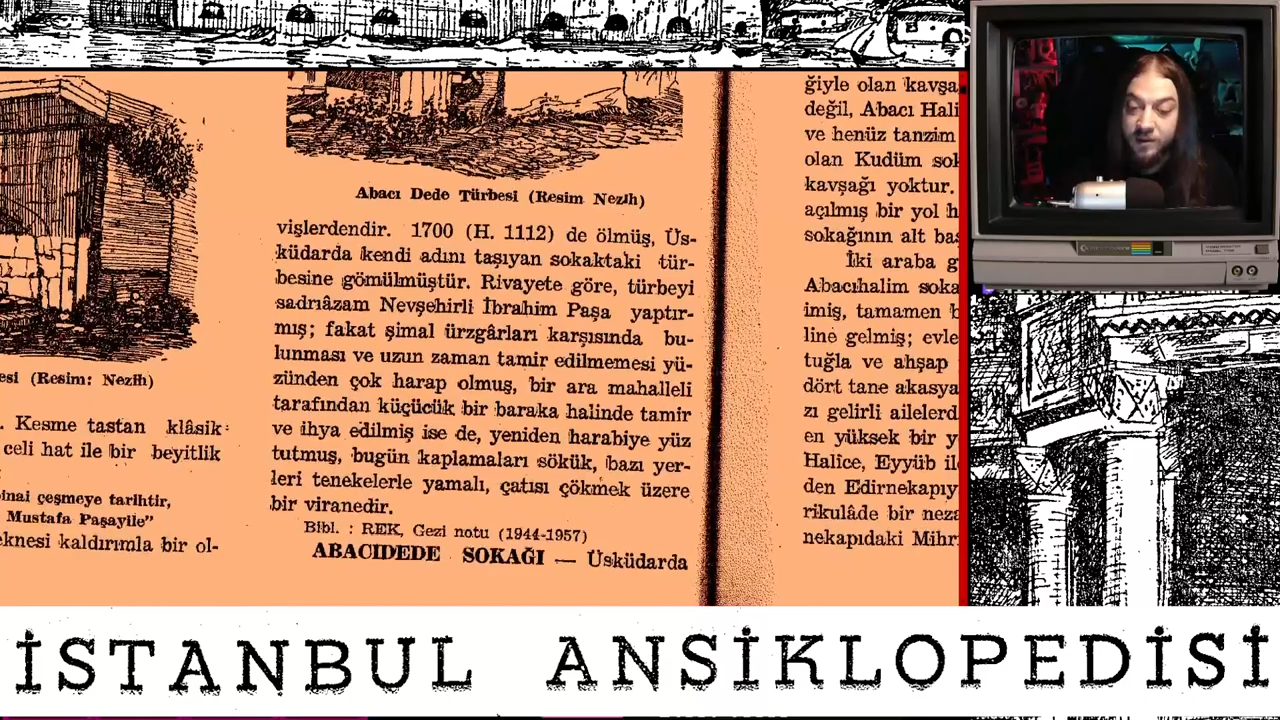 esi (Resim: Nezih)
. Kesme taştan klâsik
celi hat ile bir beyitlik
binai çeşmeye tarihtir,
Mustafa Paşayile”
eknesi kaldırımla bir ol-
Abacı Dede Türbesi (Resim Nezih)
vişlerdendir. 1700 (H. 1112) de ölmüş, Üs-
küdarda kendi adını taşıyan sokaktaki tür-
besine gömülmüştür. Rivayete göre, türbeyi
sadrıâzam Nevşehirli İbrahim Paşa yaptır-
mış; fakat şimal ürzgârları karşısında bu-
lunması ve uzun zaman tamir edilmemesi yü-
zünden çok harap olmuş, bir ara mahalleli
tarafından küçücük bir baraka halinde tamir
ve ihya edilmiş ise de, yeniden harabiye yüz
tutmuş, bugün kaplamaları sökük, bazı yer-
leri tenekelerle yamalı, çatısı çökmek üzere
bir viranedir.
Bibl. : REK, Gezi notu (1944-1957)
ABACIDEDE SOKAĞI — Üsküdarda
ğiyle olan kavşa
değil, Abacı Hali
ve henüz tanzim
olan Kudüm sok
kavşağı yoktur.
açılmış bir yol h
sokağının alt baş
İki araba g
Abacıhalim soka
imiş, tamamen b
line gelmiş; evle
tuğla ve ahşap
dört tane akasya
zı gelirli ailelerd
en yüksek bir y
Halice, Eyyüb il
den Edirnekapıy
rikulâde bir neza
nekapıdaki Mihr
İSTANBUL ANSİKLOPEDİSİ